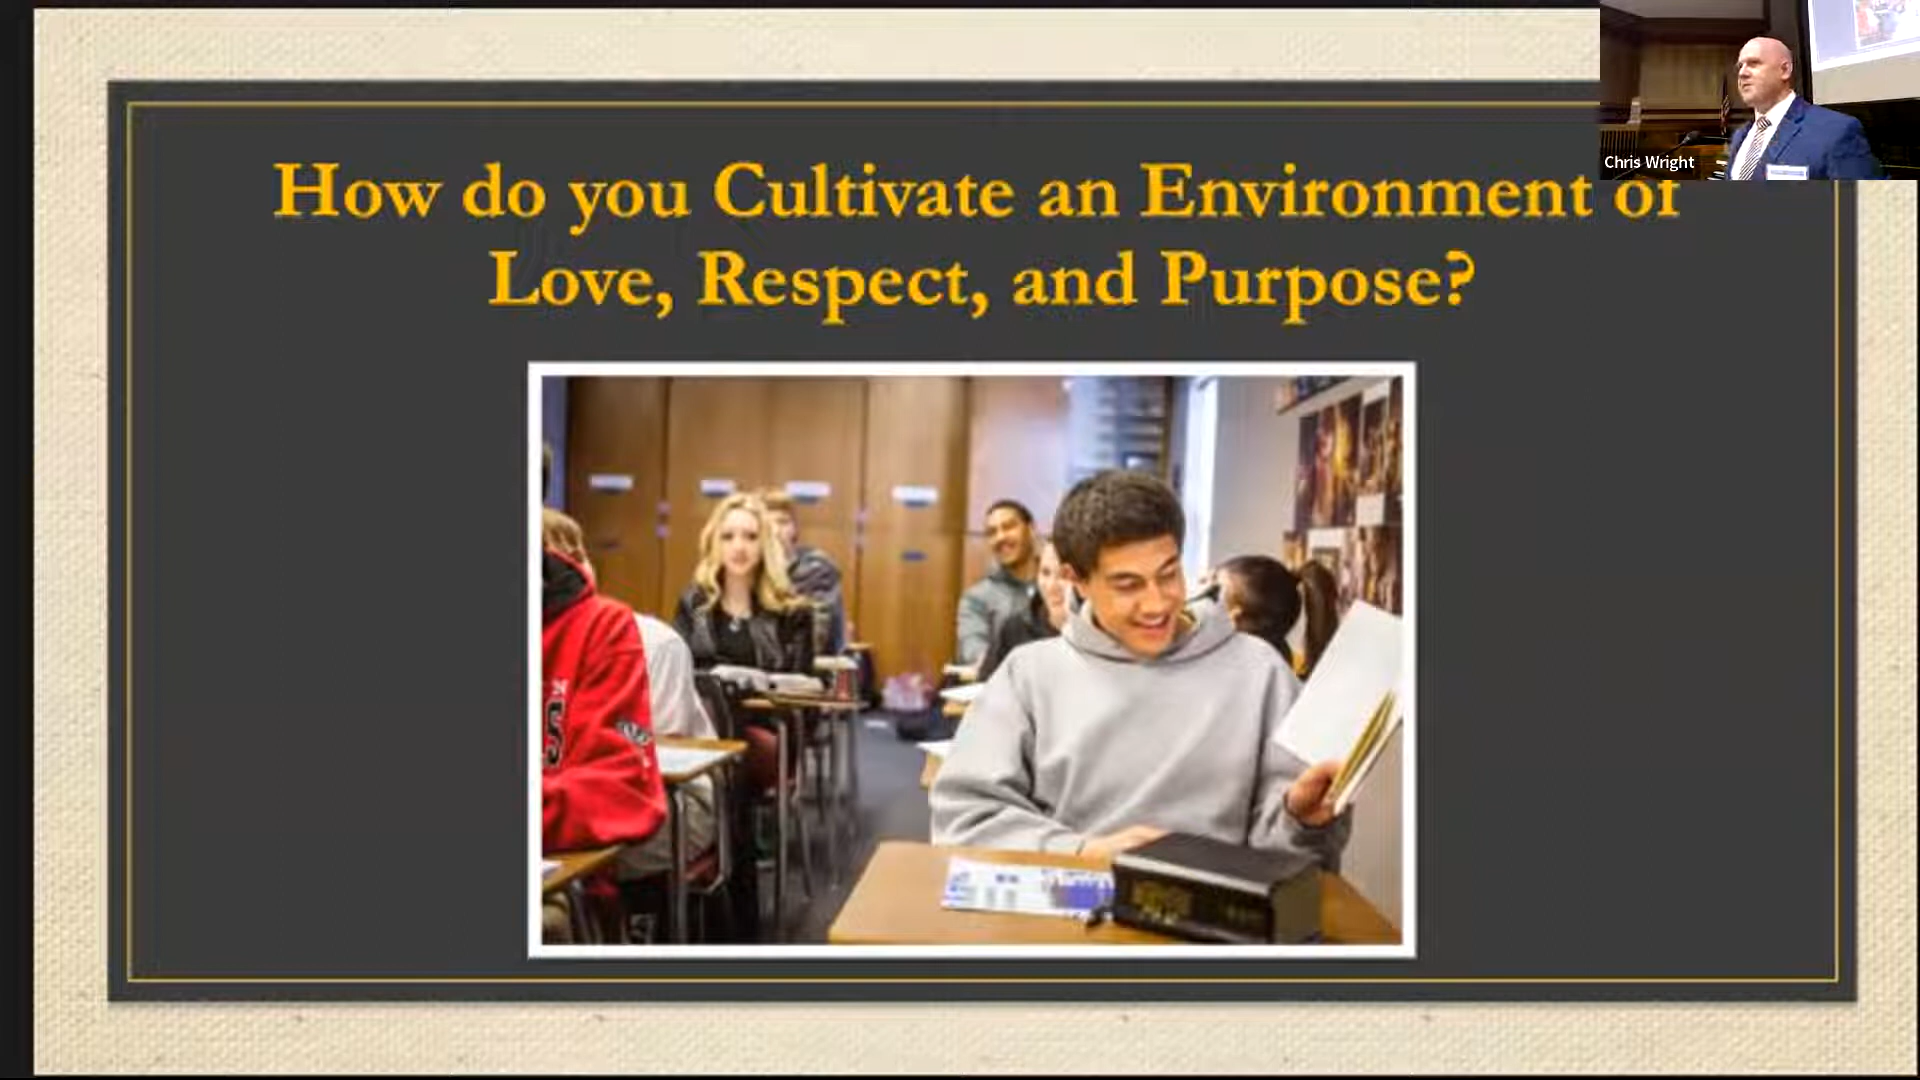 How do you Cultivate an Environment of
Love, Respect, and Purpose?
Chris Wright